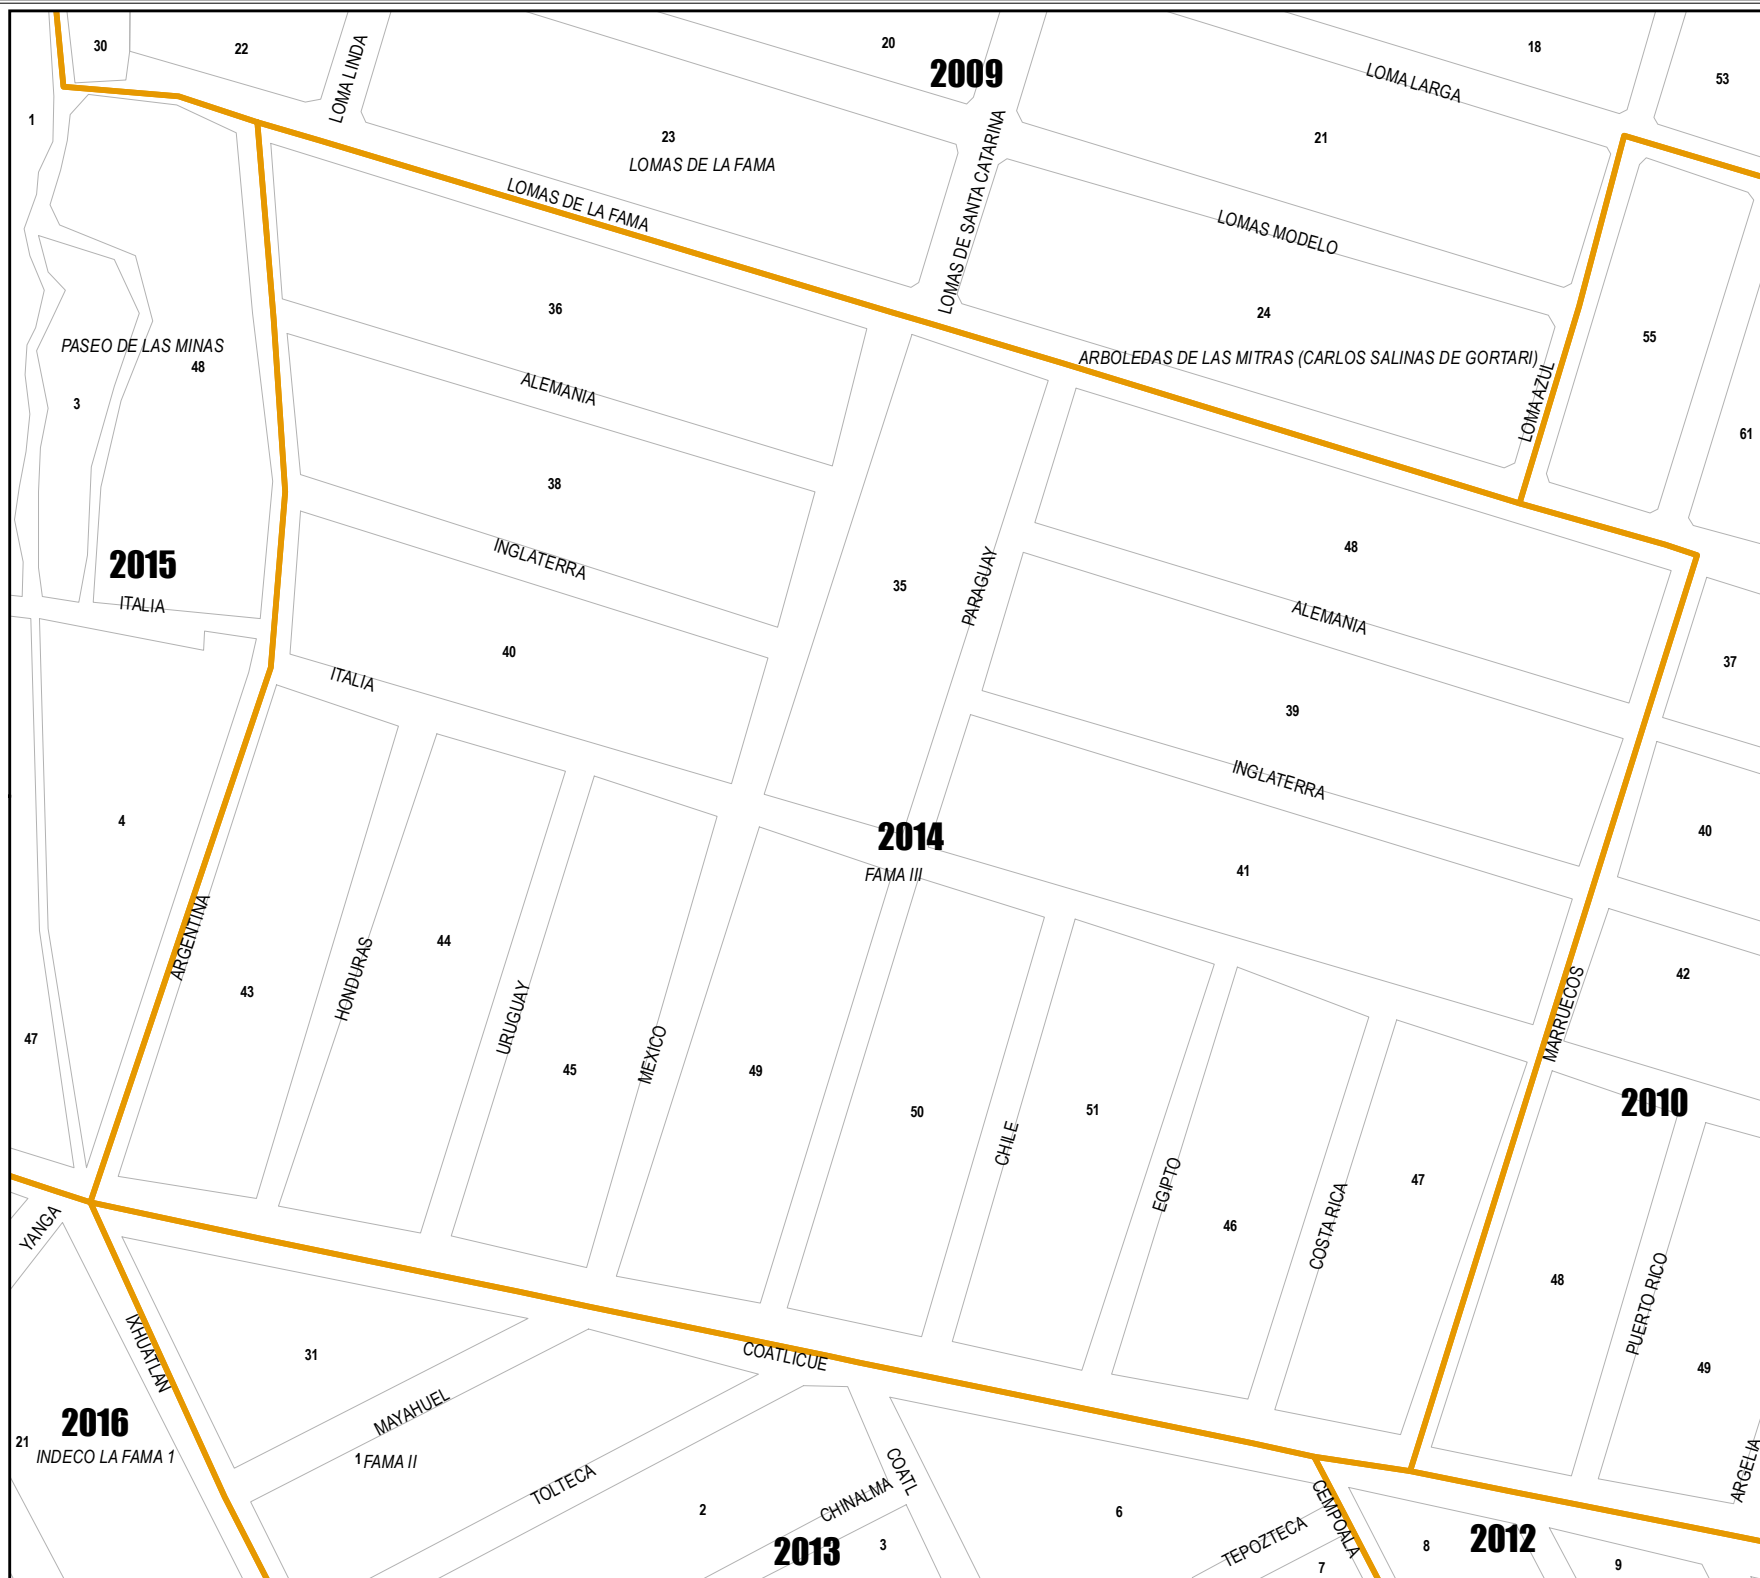 30
22
LOMA LINDA
20
2009
18
LOMA LARGA
53
1
23
LOMAS DE LA FAMA
21
LOMAS DE SANTA CATARINA
LOMAS DE LA FAMA
LOMAS MODELO
36
24
55
PASEO DE LAS MINAS
48
ARBOLEDAS DE LAS MITRAS (CARLOS SALINAS DE GORTARI)
LOMA AZUL
3
ALEMANIA
61
38
48
2015
INGLATERRA
35
PARAGUAY
ITALIA
ALEMANIA
40
37
ITALIA
39
INGLATERRA
4
2014
40
FAMA III
41
ARGENTINA
44
HONDURAS
43
42
URUGUAY
MARRUECOS
47
MEXICO
45
49
2010
50
51
CHILE
EGIPTO
47
YANGA
46
COSTA RICA
48
PUERTO RICO
IXHUATLAN
31
COATLICUE
49
2016
MAYAHUEL
21
INDECO LA FAMA 1
1
FAMA II
TOLTECA
COATL
ARGELIA
CHINALMA
2
6
CEMPOALA
TEPOZTECA
2013
3
2012
8
7
9